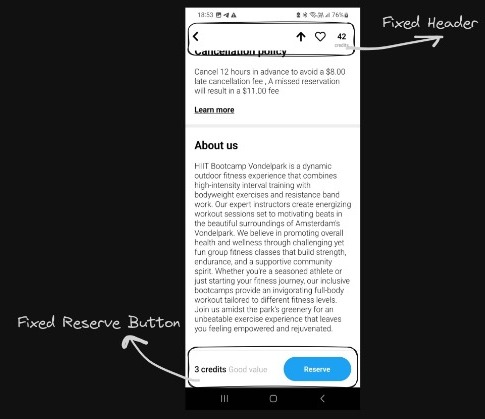 18:53
76%
Fixed Header
42
credits
Cancellation policy
Cancel 12 hours in advance to avoid a $8.00
late cancellation fee , A missed reservation
will result in a $11.00 fee
Learn more
About us
HIIT Bootcamp Vondelpark is a dynamic
outdoor fitness experience that combines
high-intensity interval training with
bodyweight exercises and resistance band
work. Our expert instructors create energizing
workout sessions set to motivating beats in
the beautiful surroundings of Amsterdam's
Vondelpark. We believe in promoting overall
health and wellness through challenging yet
fun group fitness classes that build strength,
endurance, and a supportive community
spirit. Whether you're a seasoned athlete or
just starting your fitness journey, our inclusive
bootcamps provide an invigorating full-body
workout tailored to different fitness levels.
Join us amidst the park's greenery for an
unbeatable exercise experience that leaves
you feeling empowered and rejuvenated.
Fixed Reserve Button
3 credits Good value
Reserve